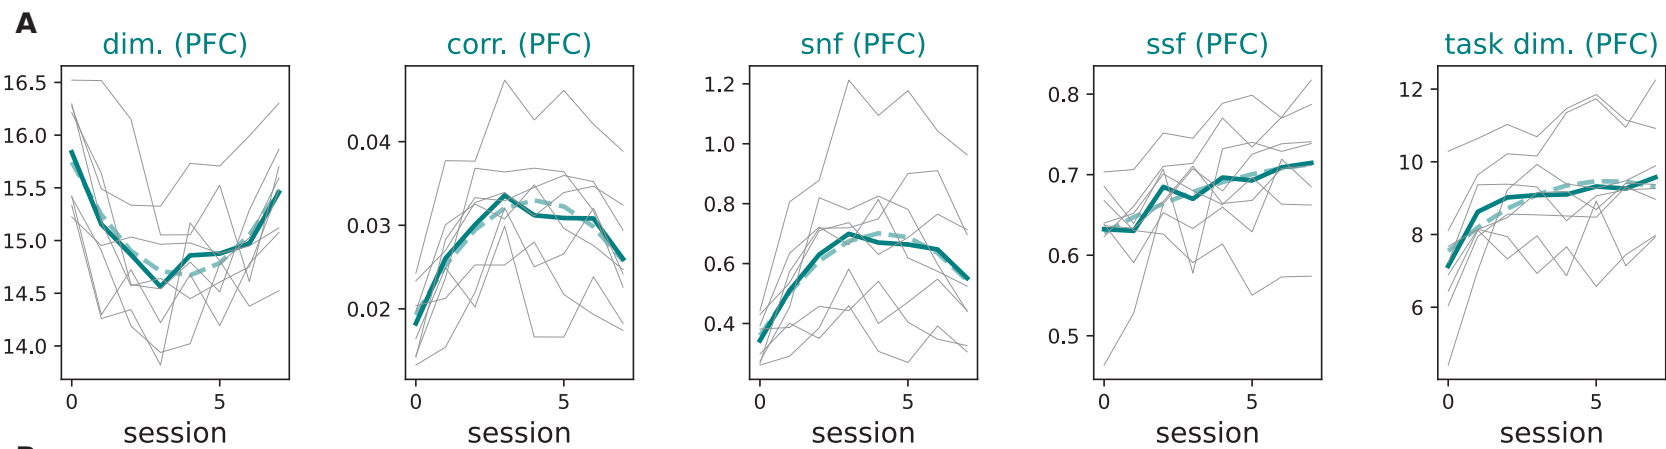 A
dim. (PFC)
corr. (PFC)
snf (PFC)
ssf (PFC)
task dim. (PFC)
16.5
16.0
15.5
15.0
14.5
14.0
0
5
session
0.04
0.03
0.02
0
5
session
1.2
1.0
0.8
0.6
0.4
0
5
session
0.8
0.7
0.6
0.5
0
5
session
12
10
8
6
0
5
session